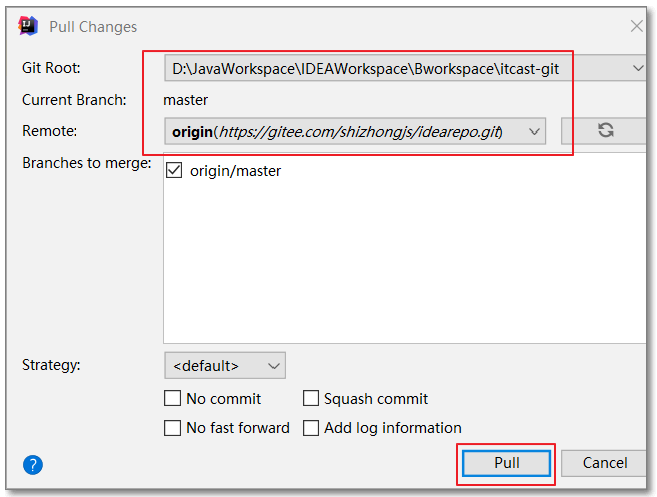 Pull Changes
Git Root: D:\JavaWorkspace\IDEAWorkspace\Bworkspace\itcast-git
Current Branch: master
Remote: origin(https://gitee.com/shizhongjs/idearepo.git)
Branches to merge: origin/master
Strategy: <default>
No commit Squash commit
No fast forward Add log information
? Pull Cancel